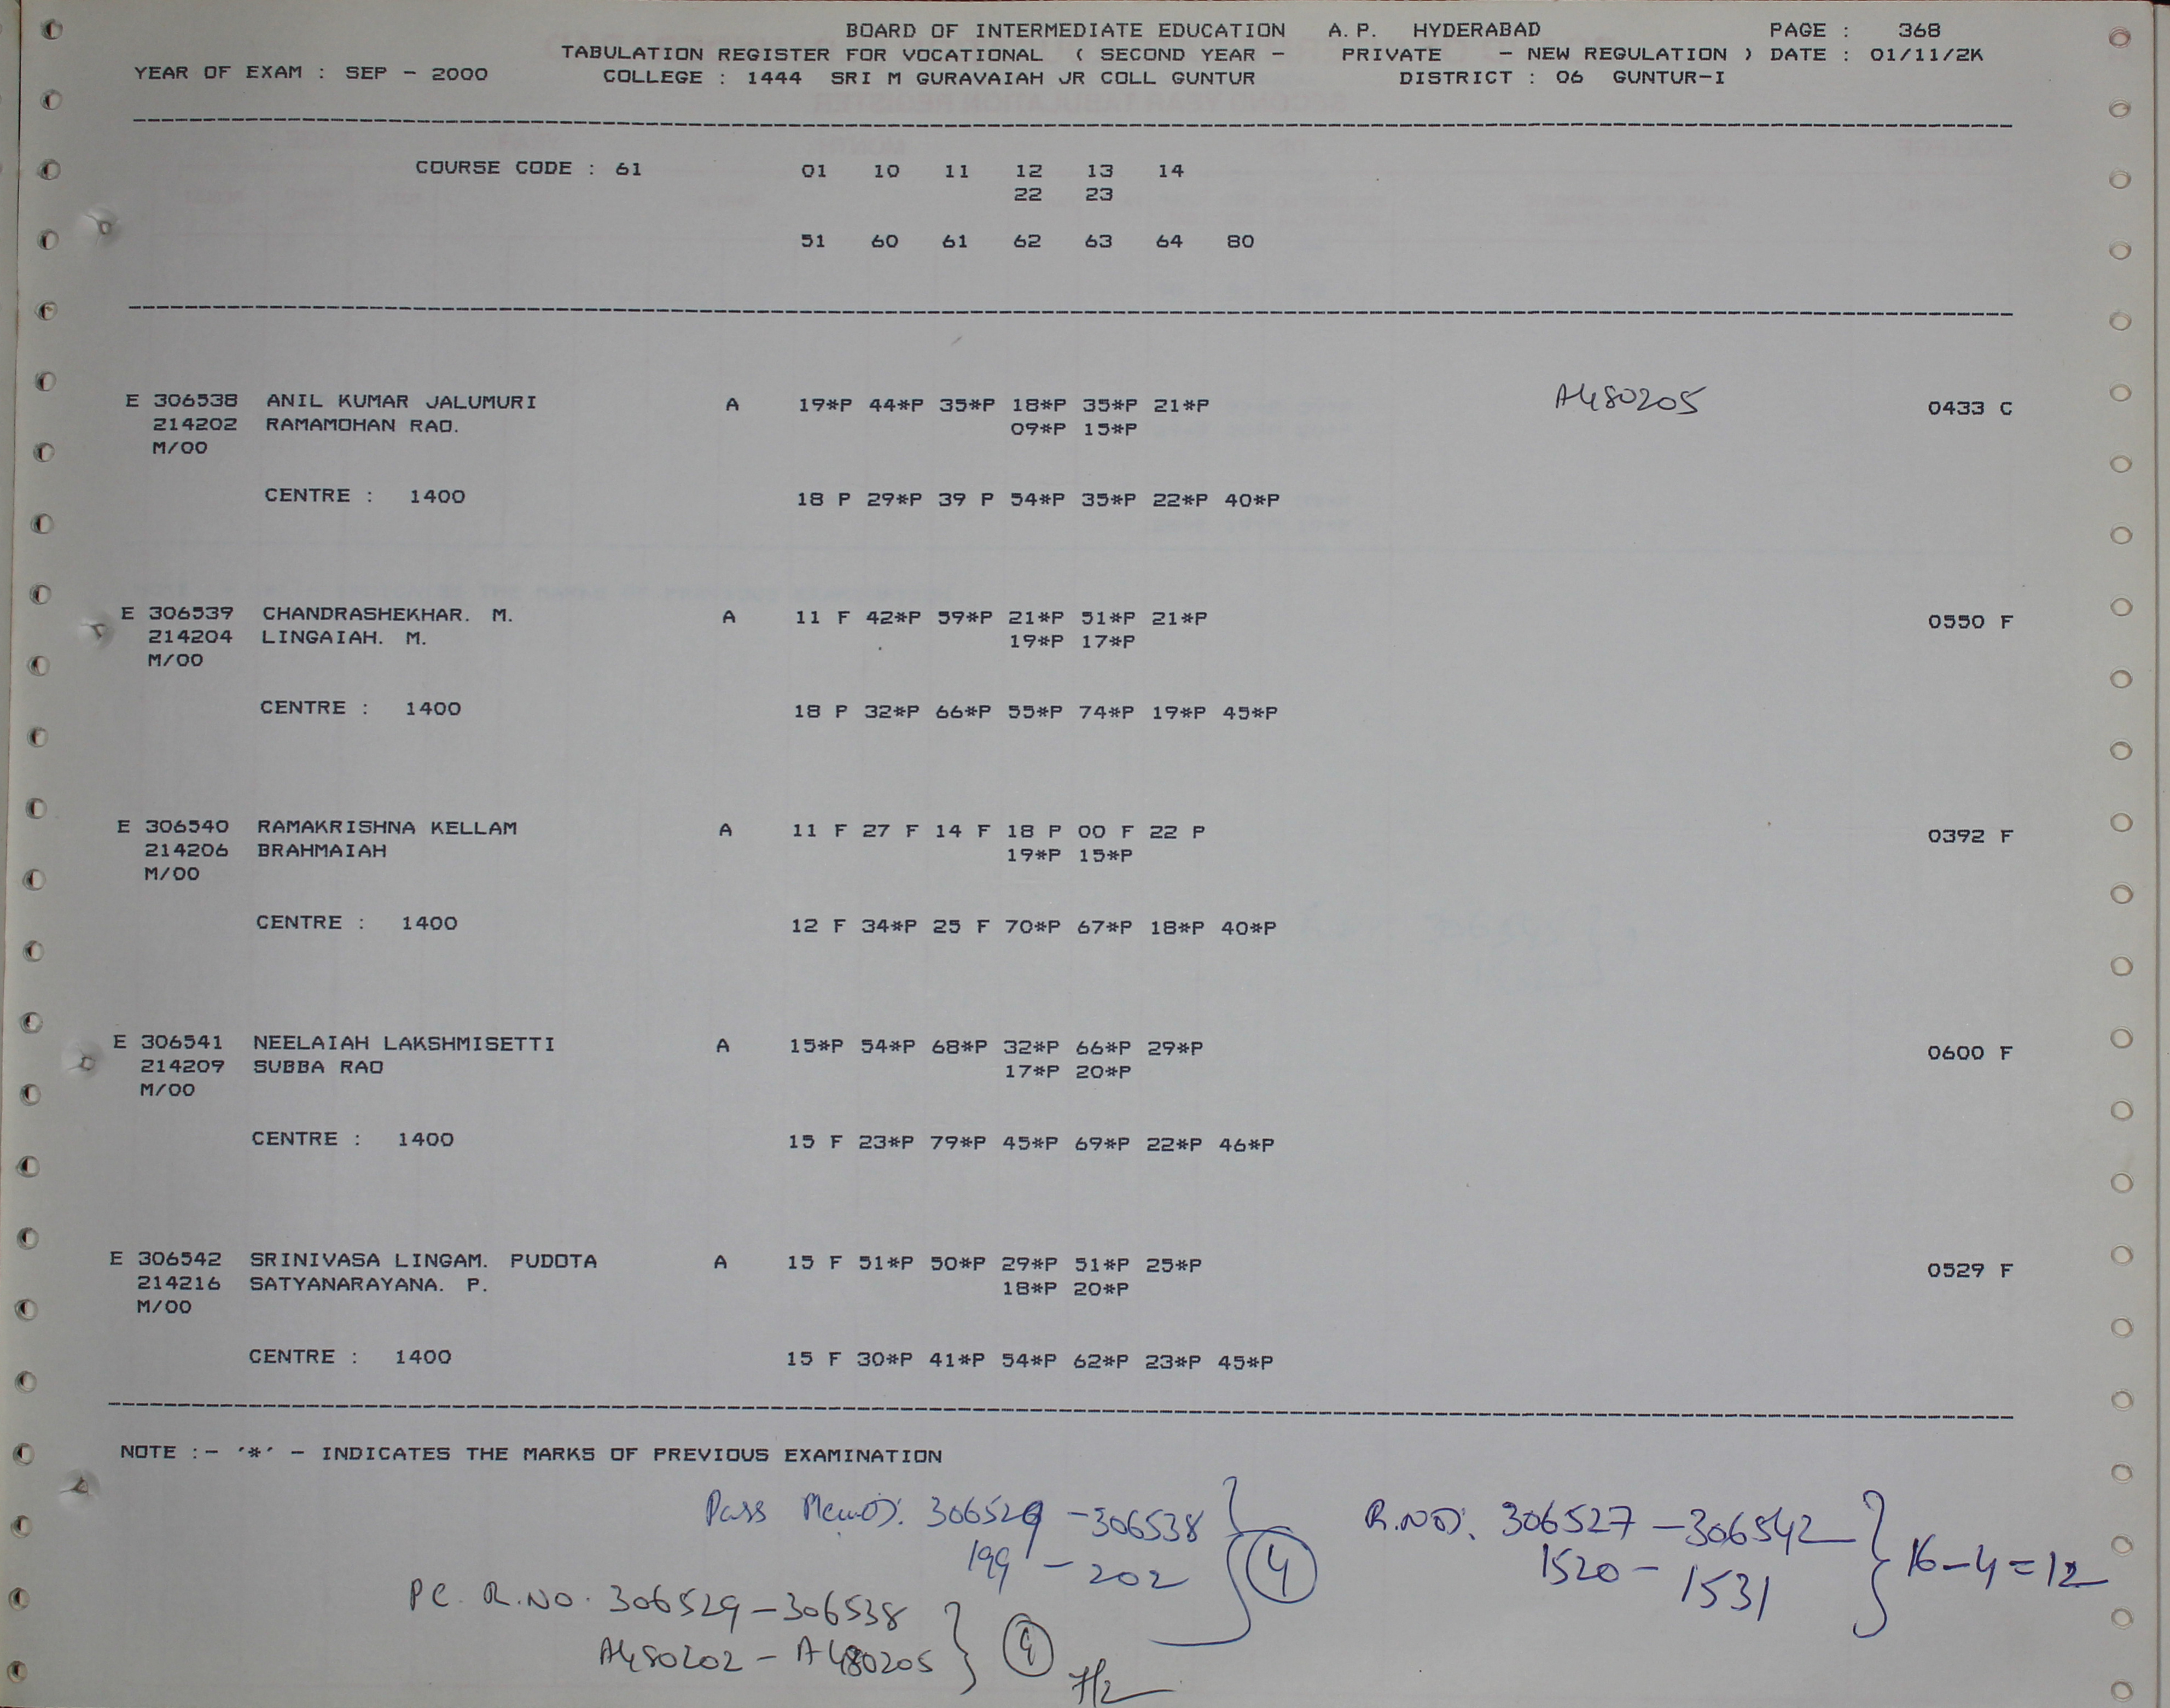 BOARD OF INTERMEDIATE EDUCATION A.P. HYDERABAD PAGE : 368
TABULATION REGISTER FOR VOCATIONAL ( SECOND YEAR - PRIVATE - NEW REGULATION ) DATE : 01/11/2K
YEAR OF EXAM : SEP - 2000 COLLEGE : 1444 SRI M GURAVAIAH JR COLL GUNTUR DISTRICT : 06 GUNTUR-I
COURSE CODE : 61 01 10 11 12 13 14
22 23
51 60 61 62 63 64 80
E 306538 ANIL KUMAR JALUMURI A 19*P 44*P 35*P 18*P 35*P 21*P A480205 0433 C
214202 RAMAMOHAN RAO. 09*P 15*P
M/00
CENTRE : 1400 18 P 29*P 39 P 54*P 35*P 22*P 40*P
E 306539 CHANDRASHEKHAR. M. A 11 F 42*P 59*P 21*P 51*P 21*P 0550 F
214204 LINGAIAH. M. 19*P 17*P
M/00
CENTRE : 1400 18 P 32*P 66*P 55*P 74*P 19*P 45*P
E 306540 RAMAKRISHNA KELLAM A 11 F 27 F 14 F 18 P 00 F 22 P 0392 F
214206 BRAHMAIAH 19*P 15*P
M/00
CENTRE : 1400 12 F 34*P 25 F 70*P 67*P 18*P 40*P
E 306541 NEELAIAH LAKSHMISETTI A 15*P 54*P 68*P 32*P 66*P 29*P 0600 F
214209 SUBBA RAO 17*P 20*P
M/00
CENTRE : 1400 15 F 23*P 79*P 45*P 69*P 22*P 46*P
E 306542 SRINIVASA LINGAM. PUDOTA A 15 F 51*P 50*P 29*P 51*P 25*P 0529 F
214216 SATYANARAYANA. P. 18*P 20*P
M/00
CENTRE : 1400 15 F 30*P 41*P 54*P 62*P 23*P 45*P
NOTE :- '*' - INDICATES THE MARKS OF PREVIOUS EXAMINATION
Pass Memos: 306529 - 306538 R.NOs: 306527 - 306542
199 - 202 } 4 1520 - 1531 } 16-4=12
PC. R.NO. 306529 - 306538
A480202 - A480205 } 4